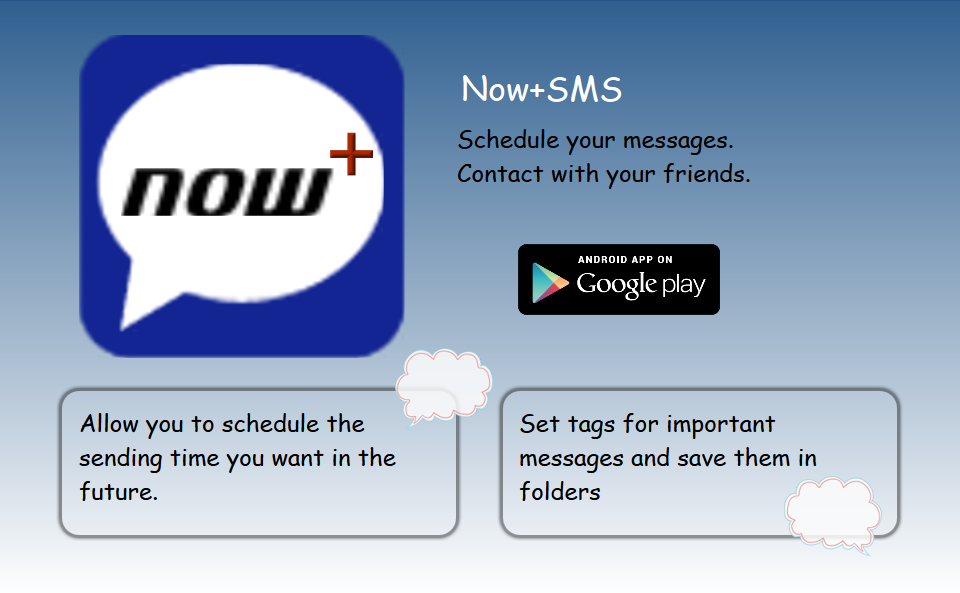 now+
Now+SMS
Schedule your messages.
Contact with your friends.
ANDROID APP ON
Google play
Allow you to schedule the
sending time you want in the
future.
Set tags for important
messages and save them in
folders